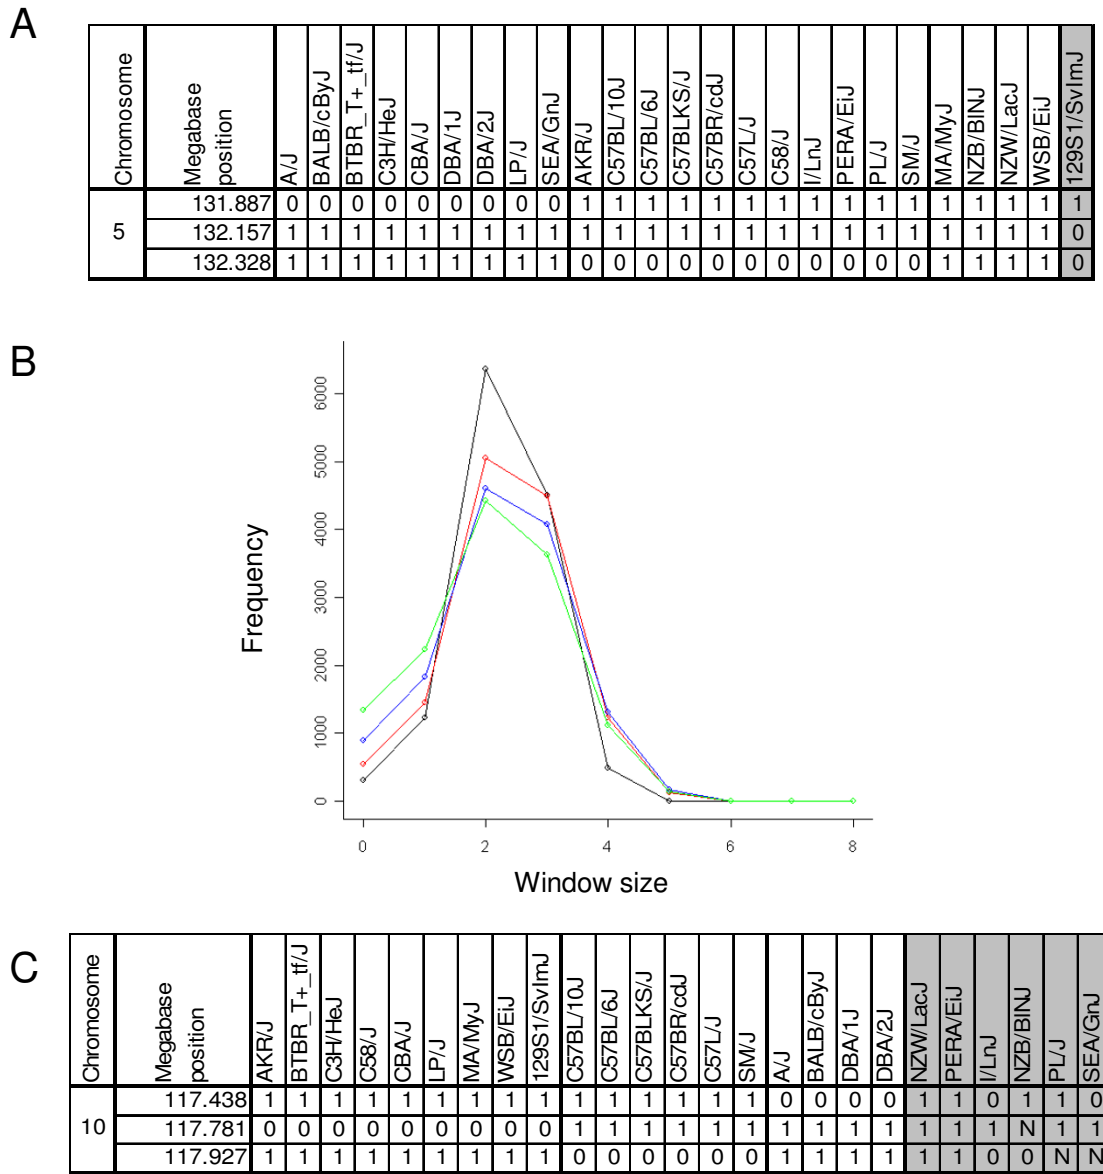 A
Chromosome
Megabase
position
A/J
BALB/cByJ
BTBR_T+_tf/J
C3H/HeJ
CBA/J
DBA/1J
DBA/2J
LP/J
SEA/GnJ
AKR/J
C57BL/10J
C57BL/6J
C57BLKS/J
C57BR/cdJ
C57L/J
C58/J
I/LnJ
PERA/EiJ
PL/J
SM/J
MA/MyJ
NZB/BlNJ
NZW/LacJ
WSB/EiJ
129S1/SvImJ
5
131.887 0 0 0 0 0 0 0 0 0 1 1 1 1 1 1 1 1 1 1 1 1 1 1 1 1
132.157 1 1 1 1 1 1 1 1 1 1 1 1 1 1 1 1 1 1 1 1 1 1 1 1 0
132.328 1 1 1 1 1 1 1 1 1 0 0 0 0 0 0 0 0 0 0 0 1 1 1 1 0
B
Frequency
6000
5000
4000
3000
2000
1000
0
0 2 4 6 8
Window size
C
Chromosome
Megabase
position
AKR/J
BTBR_T+_tf/J
C3H/HeJ
C58/J
CBA/J
LP/J
MA/MyJ
WSB/EiJ
129S1/SvImJ
C57BL/10J
C57BL/6J
C57BLKS/J
C57BR/cdJ
C57L/J
SM/J
A/J
BALB/cByJ
DBA/1J
DBA/2J
NZW/LacJ
PERA/EiJ
I/LnJ
NZB/BlNJ
PL/J
SEA/GnJ
10
117.438 1 1 1 1 1 1 1 1 1 1 1 1 1 1 1 0 0 0 0 1 1 0 1 1 0
117.781 0 0 0 0 0 0 0 0 0 1 1 1 1 1 1 1 1 1 1 1 1 1 N 1 1
117.927 1 1 1 1 1 1 1 1 1 0 0 0 0 0 0 1 1 1 1 1 1 0 0 N N